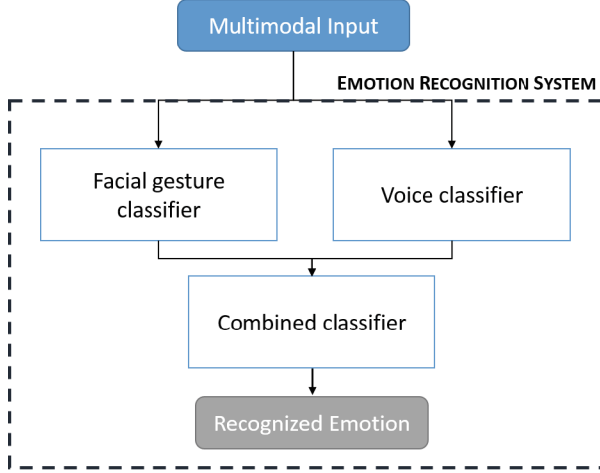 Multimodal Input
EMOTION RECOGNITION SYSTEM
Facial gesture
classifier
Voice classifier
Combined classifier
Recognized Emotion